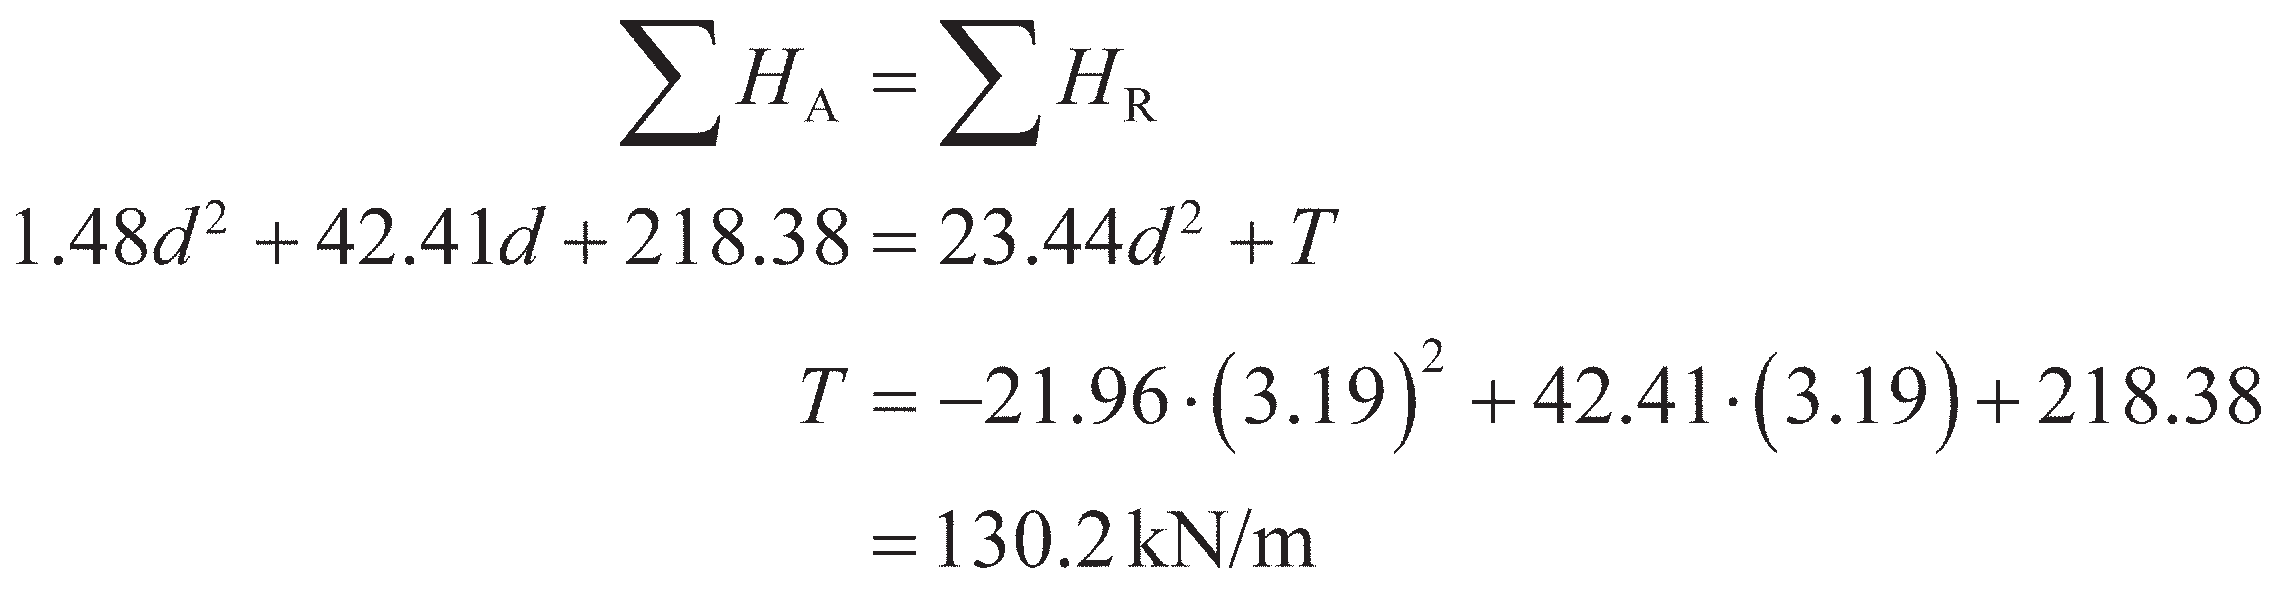 ∑H_A = ∑H_R
1.48d² + 42.41d + 218.38 = 23.44d² + T
T = −21.96·(3.19)² + 42.41·(3.19) + 218.38
= 130.2 kN/m